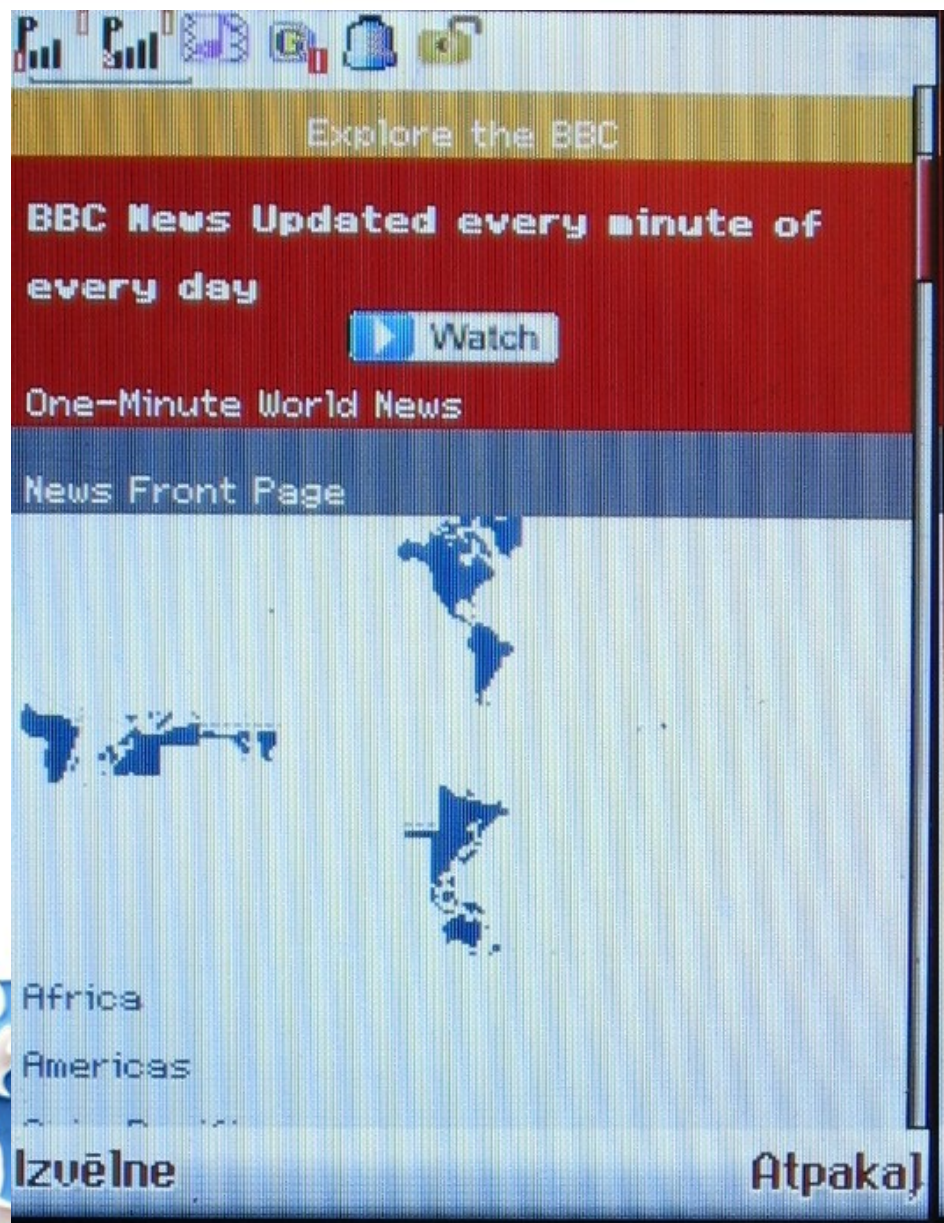 Explore the BBC
BBC News Updated every minute of
every day
Watch
One-Minute World News
News Front Page
Africa
Americas
Izvēlne
Atpakaļ